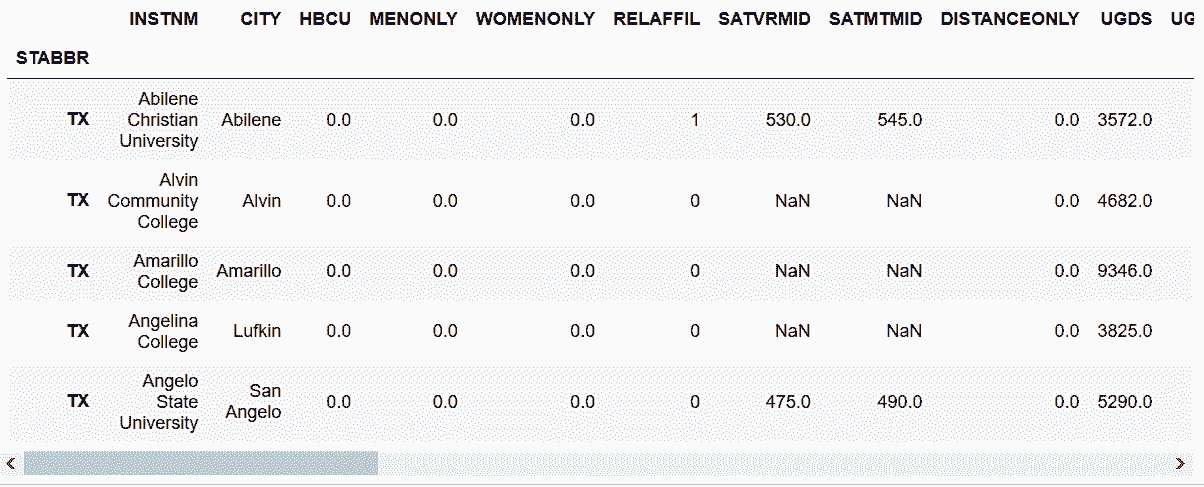 INSTNM CITY HBCU MENONLY WOMENONLY RELAFFIL SATVRMID SATMTMID DISTANCEONLY UGDS UG
STABBR
TX Abilene Christian University Abilene 0.0 0.0 0.0 1 530.0 545.0 0.0 3572.0
TX Alvin Community College Alvin 0.0 0.0 0.0 0 NaN NaN 0.0 4682.0
TX Amarillo College Amarillo 0.0 0.0 0.0 0 NaN NaN 0.0 9346.0
TX Angelina College Lufkin 0.0 0.0 0.0 0 NaN NaN 0.0 3825.0
TX Angelo State University San Angelo 0.0 0.0 0.0 0 475.0 490.0 0.0 5290.0